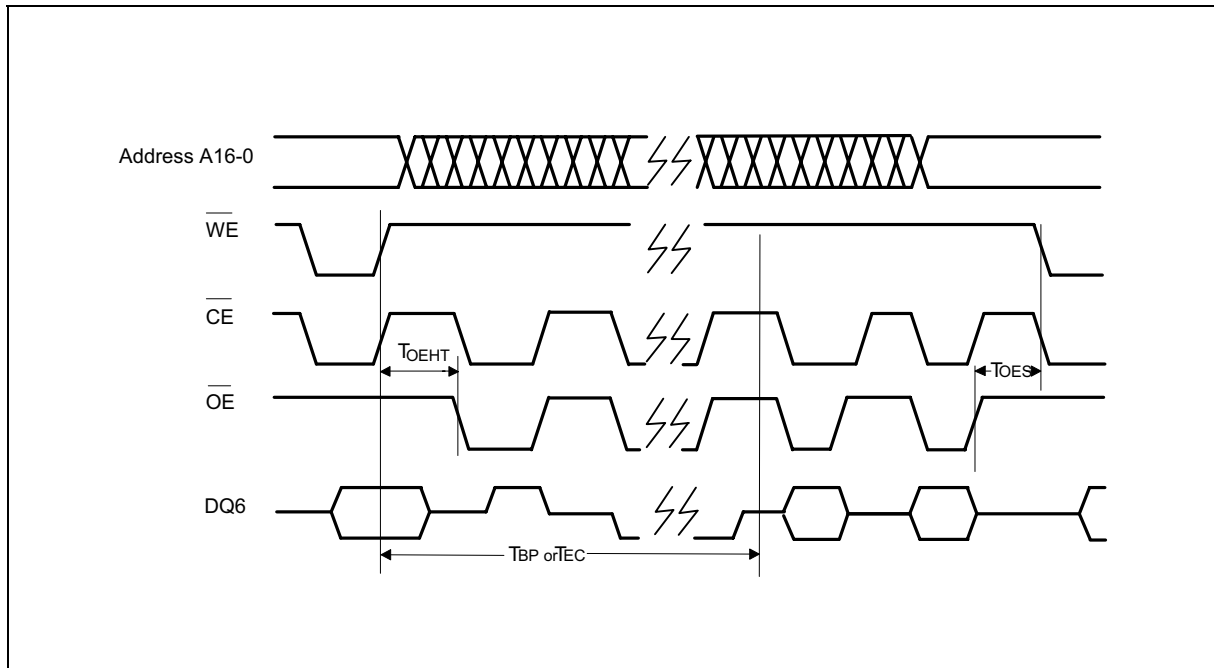 Address A16-0
WE
CE
TOEHT
TOES
OE
DQ6
TBP orTEC